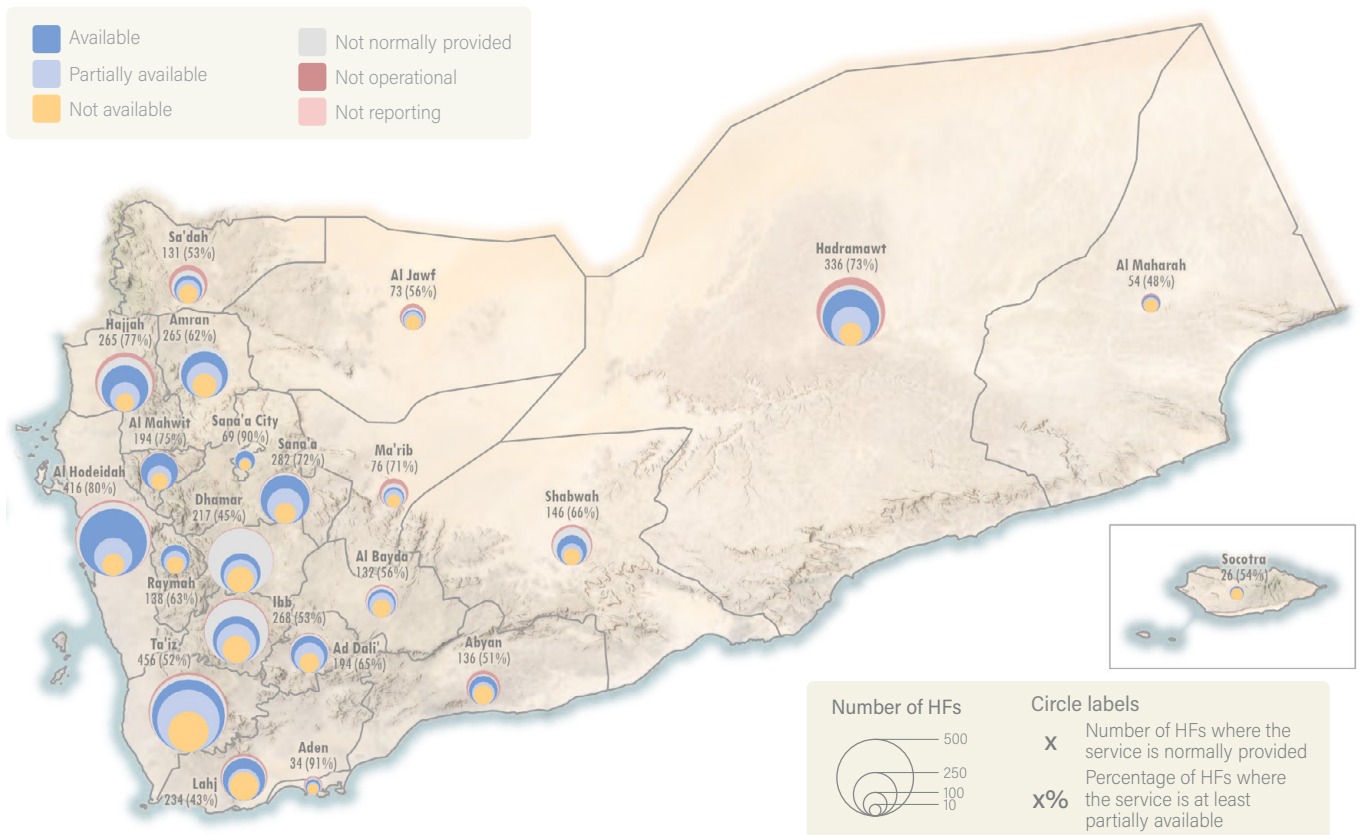 Available
Partially available
Not available
Not normally provided
Not operational
Not reporting
Sa'dah
131 (53%)
Al Jawf
73 (56%)
Hadramawt
336 (73%)
Al Maharah
54 (48%)
Hajjah
265 (77%)
Amran
265 (62%)
Al Mahwit
194 (75%)
Sana'a City
69 (90%)
Sana'a
282 (72%)
Ma'rib
76 (71%)
Al Hodeidah
416 (80%)
Dhamar
217 (45%)
Shabwah
146 (66%)
Al Bayda
132 (56%)
Raymah
138 (63%)
Ibb
268 (53%)
Socotra
26 (54%)
Ta'iz
456 (52%)
Ad Dali'
194 (65%)
Abyan
136 (51%)
Aden
34 (91%)
Lahj
234 (43%)
Number of HFs
500
250
100
10
Circle labels
x Number of HFs where the
service is normally provided
x% Percentage of HFs where
the service is at least
partially available